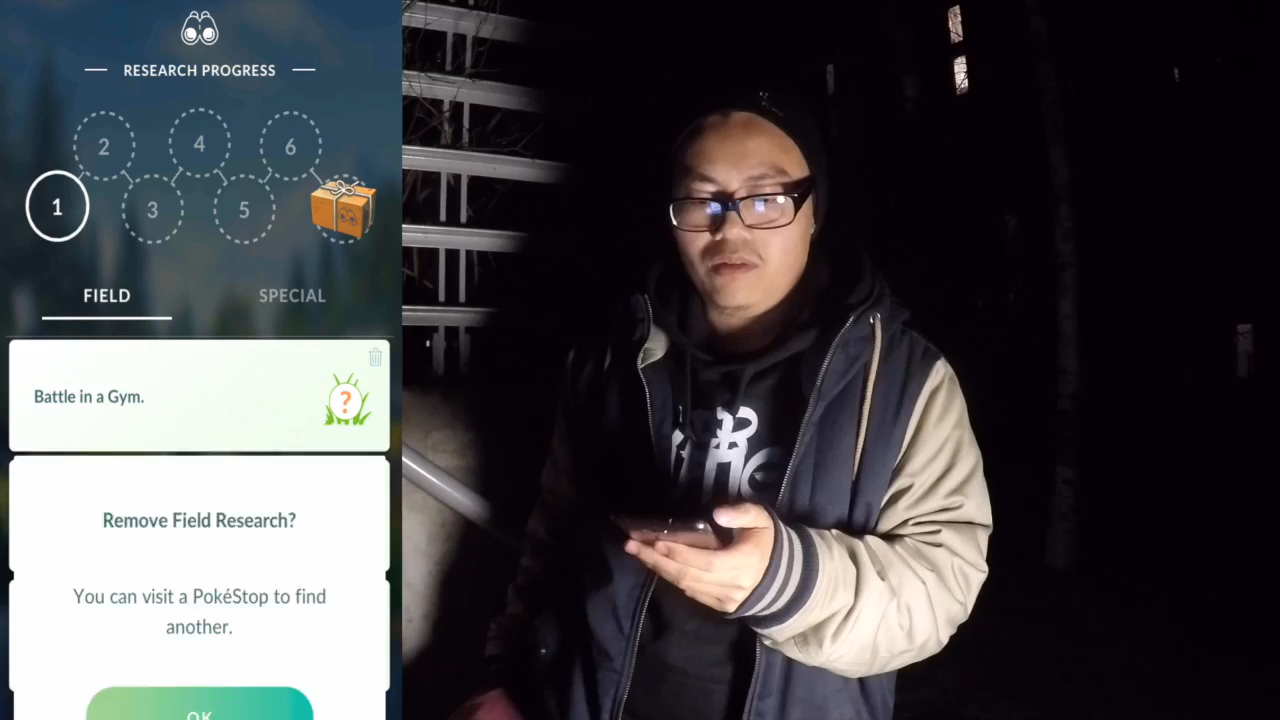 RESEARCH PROGRESS
2 4 6
1 3 5
FIELD SPECIAL
Battle in a Gym.
?
Remove Field Research?
You can visit a PokéStop to find
another.
OK